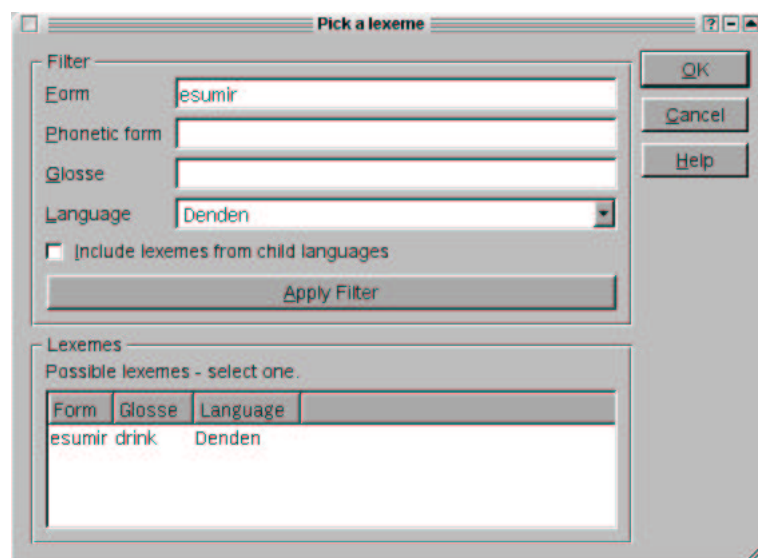 Pick a lexeme
Filter
Form esumir
Phonetic form
Glosse
Language Denden
Include lexemes from child languages
Apply Filter
OK
Cancel
Help
Lexemes
Possible lexemes - select one.
Form Glosse Language
esumir drink Denden